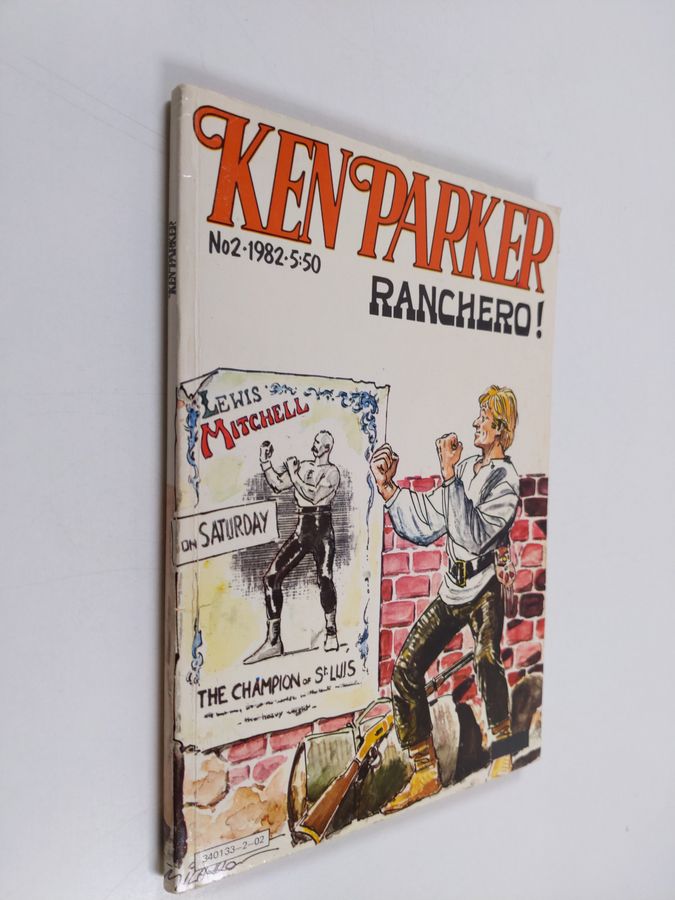 KEN PARKER
KEN PARKER
No2·1982·5:50
RANCHERO!
LEWIS
MITCHELL
ON SATURDAY
THE CHAMPION OF St LUIS
340133-2-02